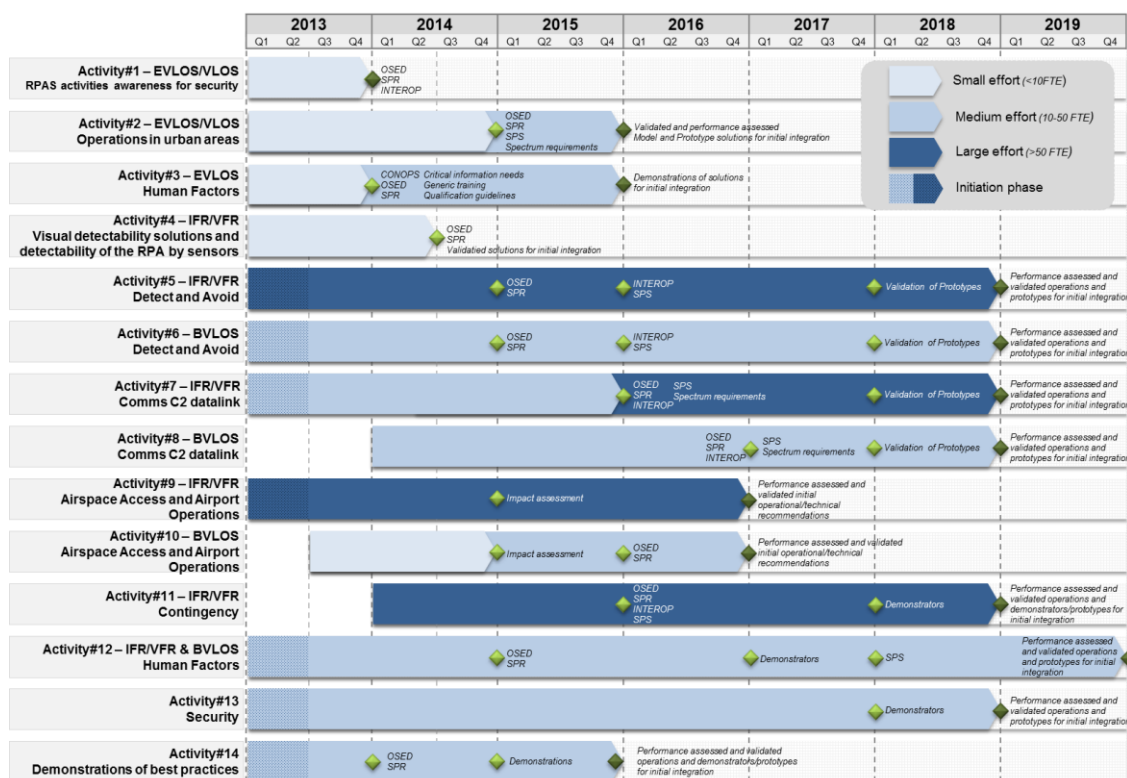 2013 2014 2015 2016 2017 2018 2019
Q1 Q2 Q3 Q4 Q1 Q2 Q3 Q4 Q1 Q2 Q3 Q4 Q1 Q2 Q3 Q4 Q1 Q2 Q3 Q4 Q1 Q2 Q3 Q4 Q1 Q2 Q3 Q4
Small effort (<10FTE)
Medium effort (10-50 FTE)
Large effort (>50 FTE)
Initiation phase
Activity#1 – EVLOS/VLOS
RPAS activities awareness for security
OSED
SPR
INTEROP
Activity#2 – EVLOS/VLOS
Operations in urban areas
OSED
SPR
SPS
Spectrum requirements
Validated and performance assessed
Model and Prototype solutions for initial integration
Activity#3 – EVLOS
Human Factors
CONOPS Critical information needs
OSED Generic training
SPR Qualification guidelines
Demonstrations of solutions
for initial integration
Activity#4 – IFR/VFR
Visual detectability solutions and
detectability of the RPA by sensors
OSED
SPR
Validatied solutions for initial integration
Activity#5 – IFR/VFR
Detect and Avoid
OSED
SPR
INTEROP
SPS
Validation of Prototypes
Performance assessed and
validated operations and
prototypes for initial integration
Activity#6 – BVLOS
Detect and Avoid
OSED
SPR
INTEROP
SPS
Validation of Prototypes
Performance assessed and
validated operations and
prototypes for initial integration
Activity#7 – IFR/VFR
Comms C2 datalink
OSED SPS
SPR Spectrum requirements
INTEROP
Validation of Prototypes
Performance assessed and
validated operations and
prototypes for initial integration
Activity#8 – BVLOS
Comms C2 datalink
OSED
SPR
INTEROP
SPS
Spectrum requirements
Validation of Prototypes
Performance assessed and
validated operations and
prototypes for initial integration
Activity#9 – IFR/VFR
Airspace Access and Airport
Operations
Impact assessment
Performance assessed and
validated initial
operational/technical
recommendations
Activity#10 – BVLOS
Airspace Access and Airport
Operations
Impact assessment
OSED
SPR
Performance assessed and validated
initial operational/technical
recommendations
Activity#11 – IFR/VFR
Contingency
OSED
SPR
INTEROP
SPS
Demonstrators
Performance assessed and
validated operations and
demonstrators/prototypes for
initial integration
Activity#12 – IFR/VFR & BVLOS
Human Factors
OSED
SPR
Demonstrators
SPS
Performance assessed
and validated operations
and prototypes for initial
integration
Activity#13
Security
Demonstrators
Performance assessed and
validated operations and
prototypes for initial integration
Activity#14
Demonstrations of best practices
OSED
SPR
Demonstrations
Performance assessed and validated
operations and demonstrators/prototypes
for initial integration